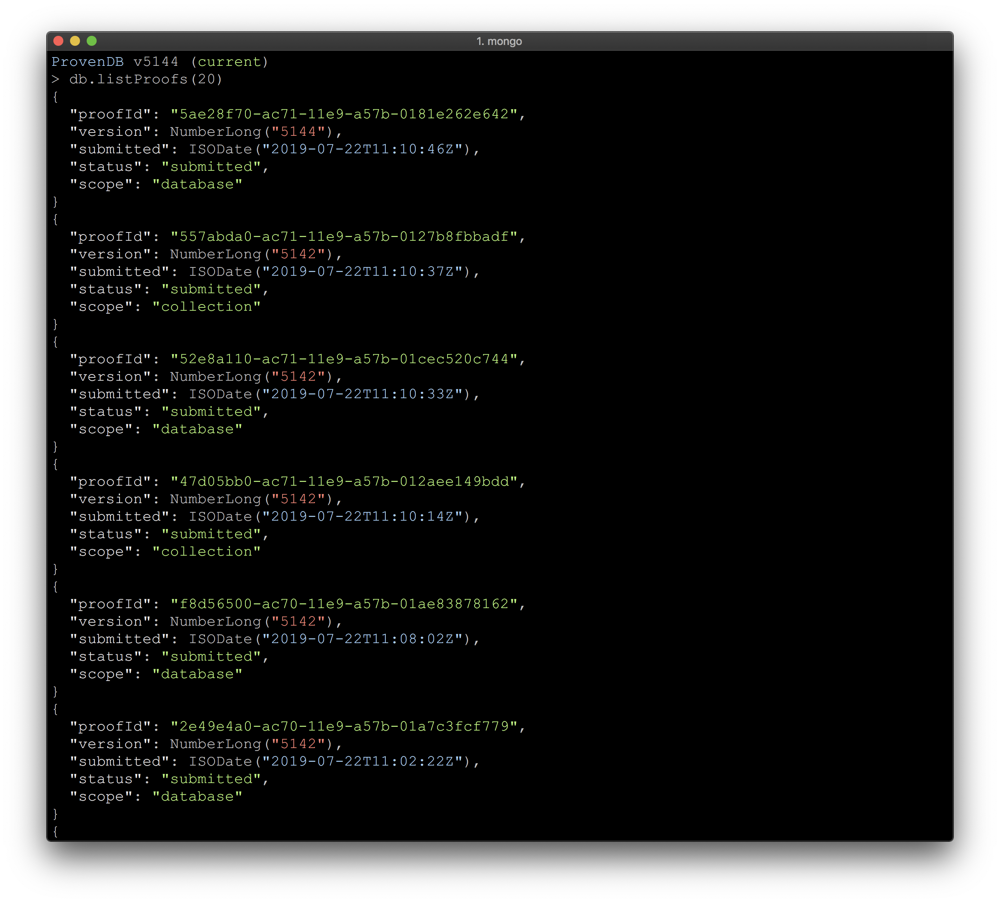 1. mongo
ProvenDB v5144 (current)
> db.listProofs(20)
{
  "proofId": "5ae28f70-ac71-11e9-a57b-0181e262e642",
  "version": NumberLong("5144"),
  "submitted": ISODate("2019-07-22T11:10:46Z"),
  "status": "submitted",
  "scope": "database"
}
{
  "proofId": "557abda0-ac71-11e9-a57b-0127b8fbbadf",
  "version": NumberLong("5142"),
  "submitted": ISODate("2019-07-22T11:10:37Z"),
  "status": "submitted",
  "scope": "collection"
}
{
  "proofId": "52e8a110-ac71-11e9-a57b-01cec520c744",
  "version": NumberLong("5142"),
  "submitted": ISODate("2019-07-22T11:10:33Z"),
  "status": "submitted",
  "scope": "database"
}
{
  "proofId": "47d05bb0-ac71-11e9-a57b-012aee149bdd",
  "version": NumberLong("5142"),
  "submitted": ISODate("2019-07-22T11:10:14Z"),
  "status": "submitted",
  "scope": "collection"
}
{
  "proofId": "f8d56500-ac70-11e9-a57b-01ae83878162",
  "version": NumberLong("5142"),
  "submitted": ISODate("2019-07-22T11:08:02Z"),
  "status": "submitted",
  "scope": "database"
}
{
  "proofId": "2e49e4a0-ac70-11e9-a57b-01a7c3fcf779",
  "version": NumberLong("5142"),
  "submitted": ISODate("2019-07-22T11:02:22Z"),
  "status": "submitted",
  "scope": "database"
}
{